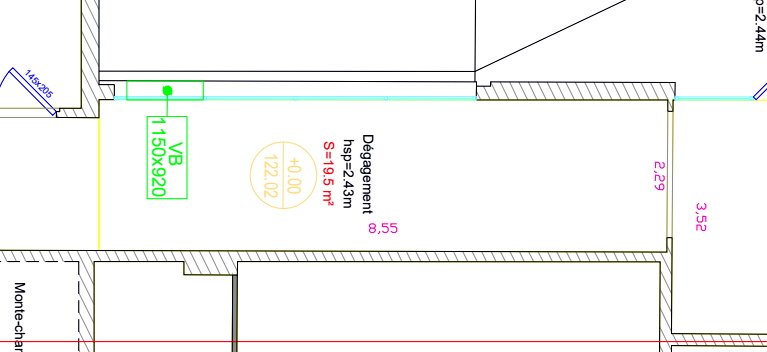 p=2.44m
145x205
VB
1150x920
+0.00
122.02
Dégagement
hsp=2.43m
S=19.5 m²
8,55
2,29
3,52
Monte-char